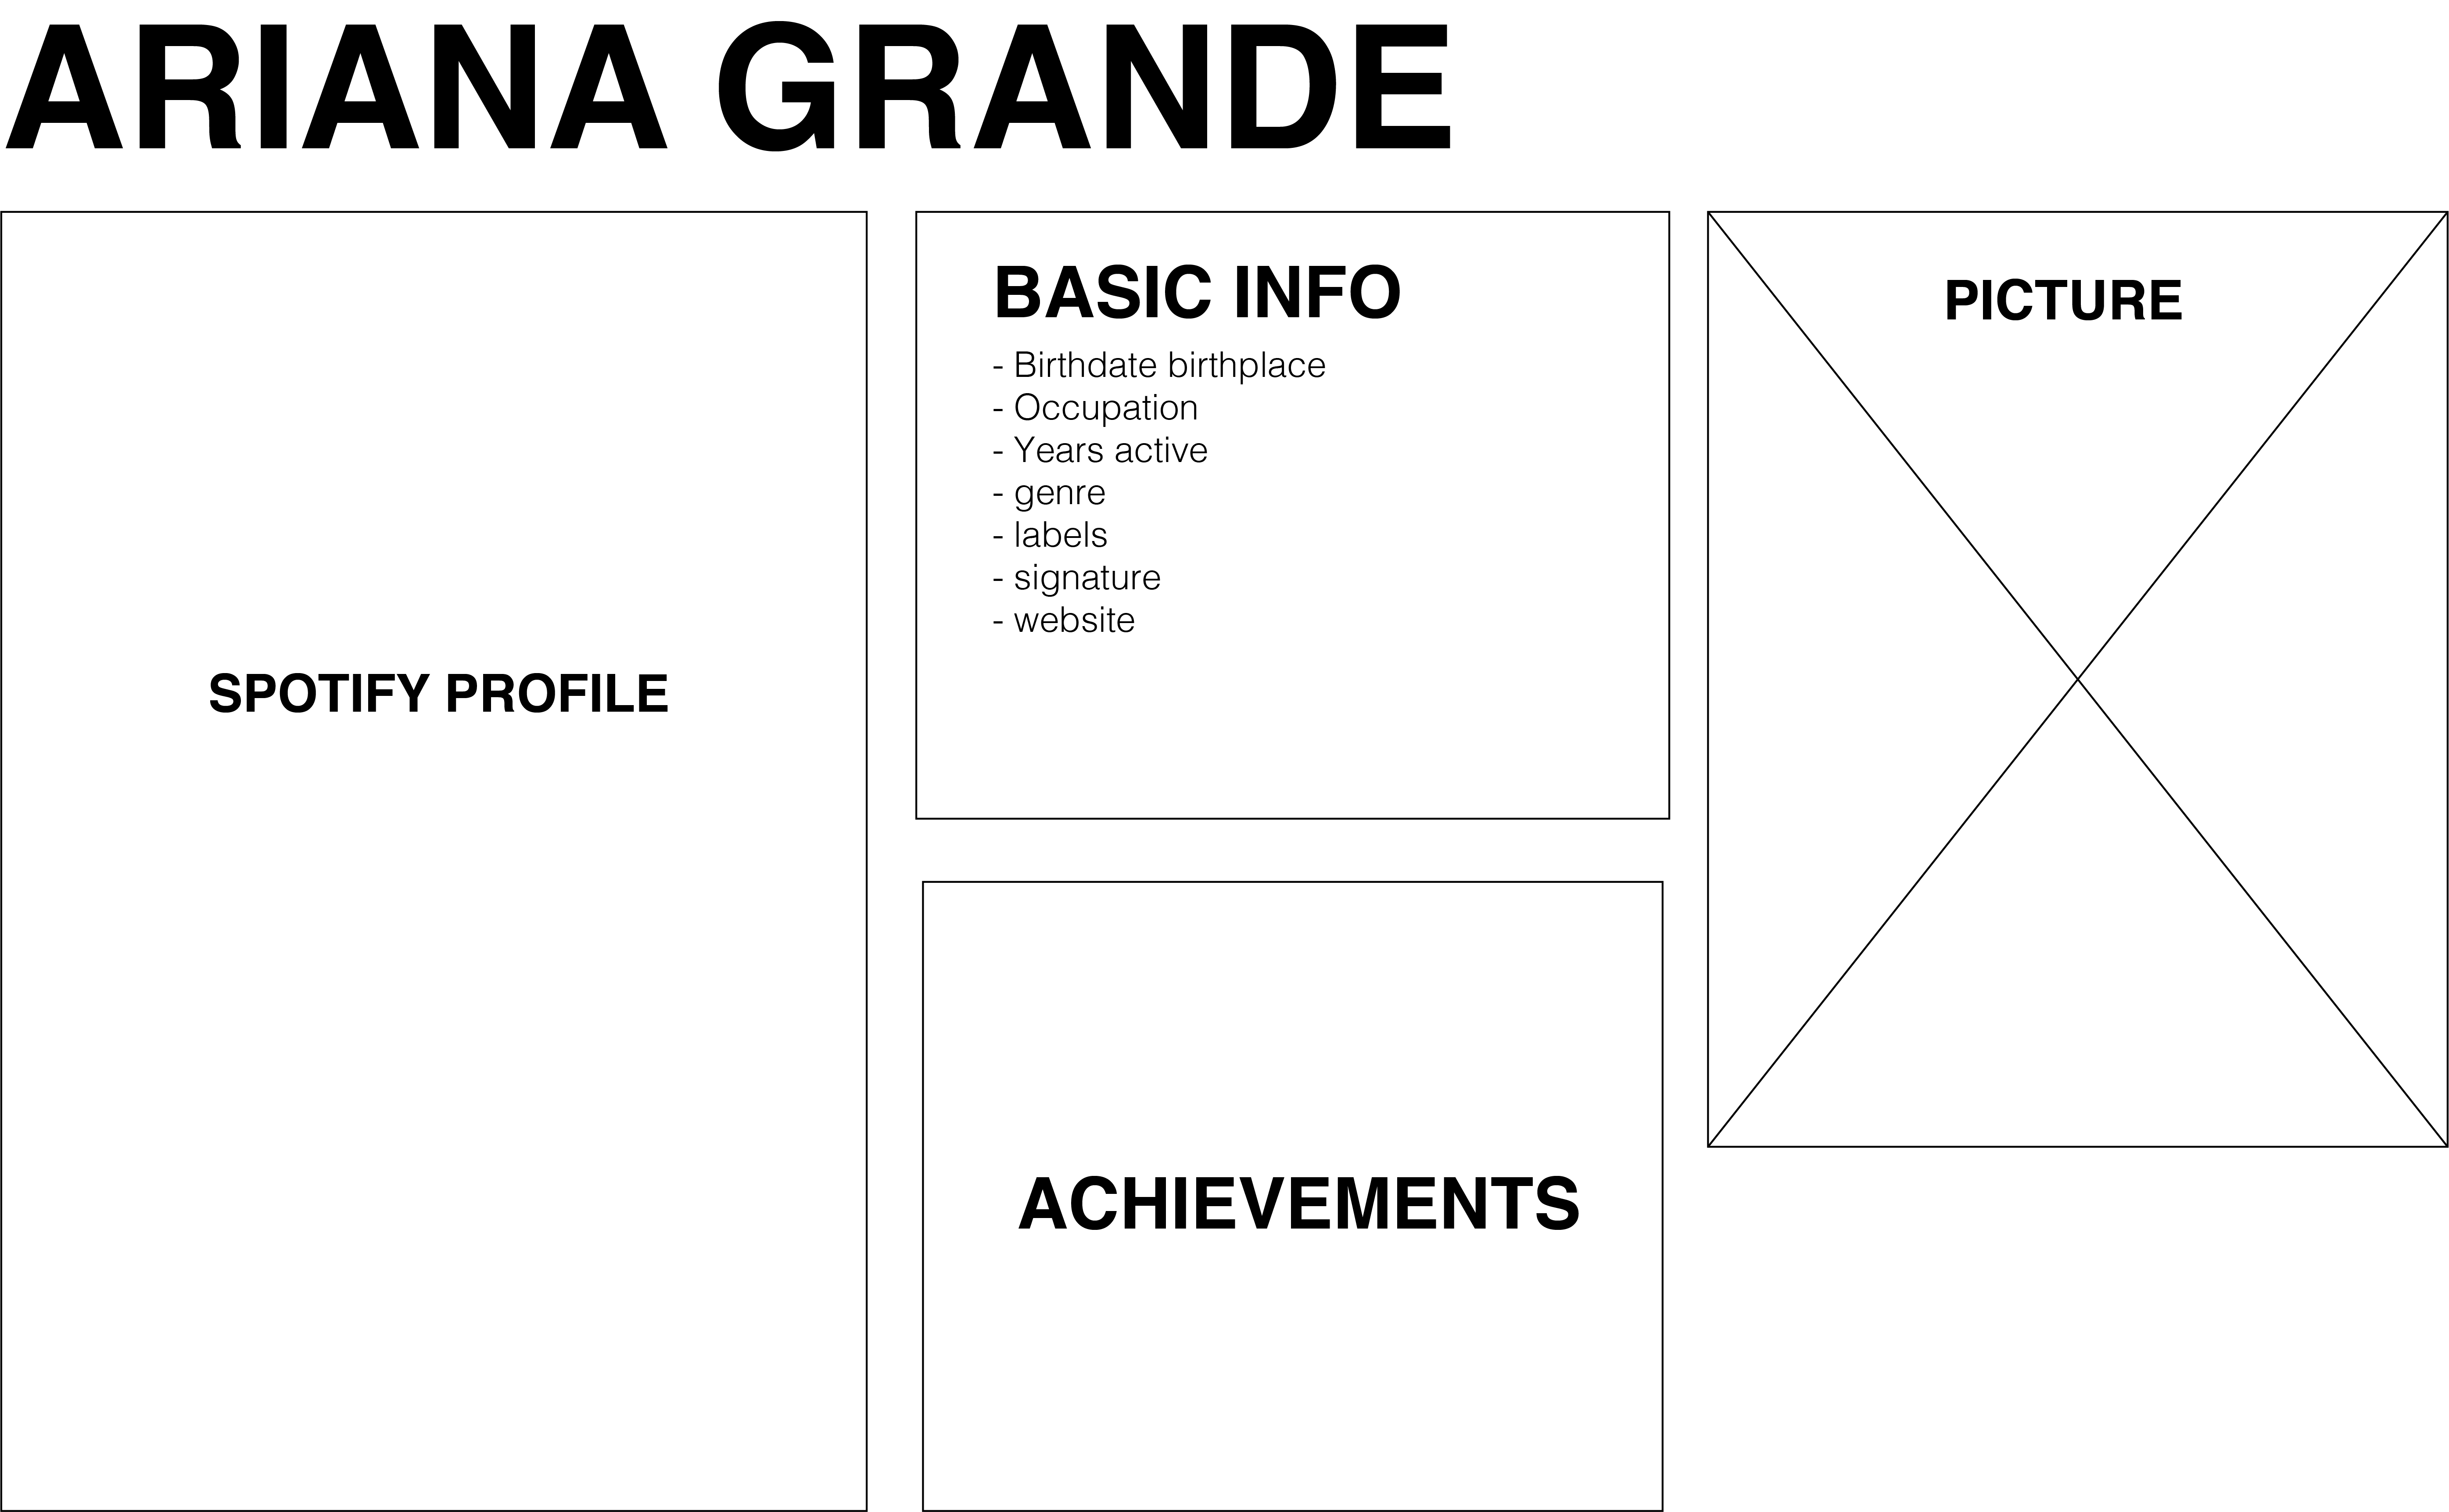 ARIANA GRANDE
SPOTIFY PROFILE
BASIC INFO
- Birthdate birthplace
- Occupation
- Years active
- genre
- labels
- signature
- website
ACHIEVEMENTS
PICTURE